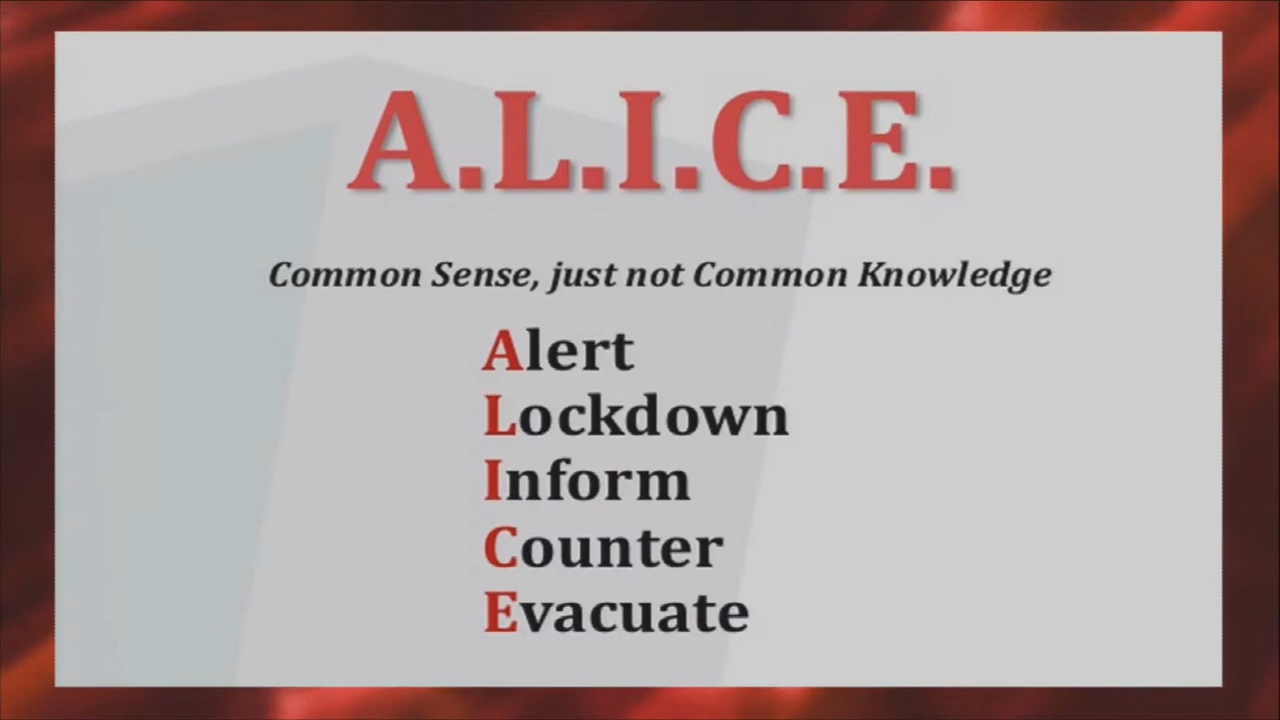 A.L.I.C.E.
Common Sense, just not Common Knowledge
Alert
Lockdown
Inform
Counter
Evacuate